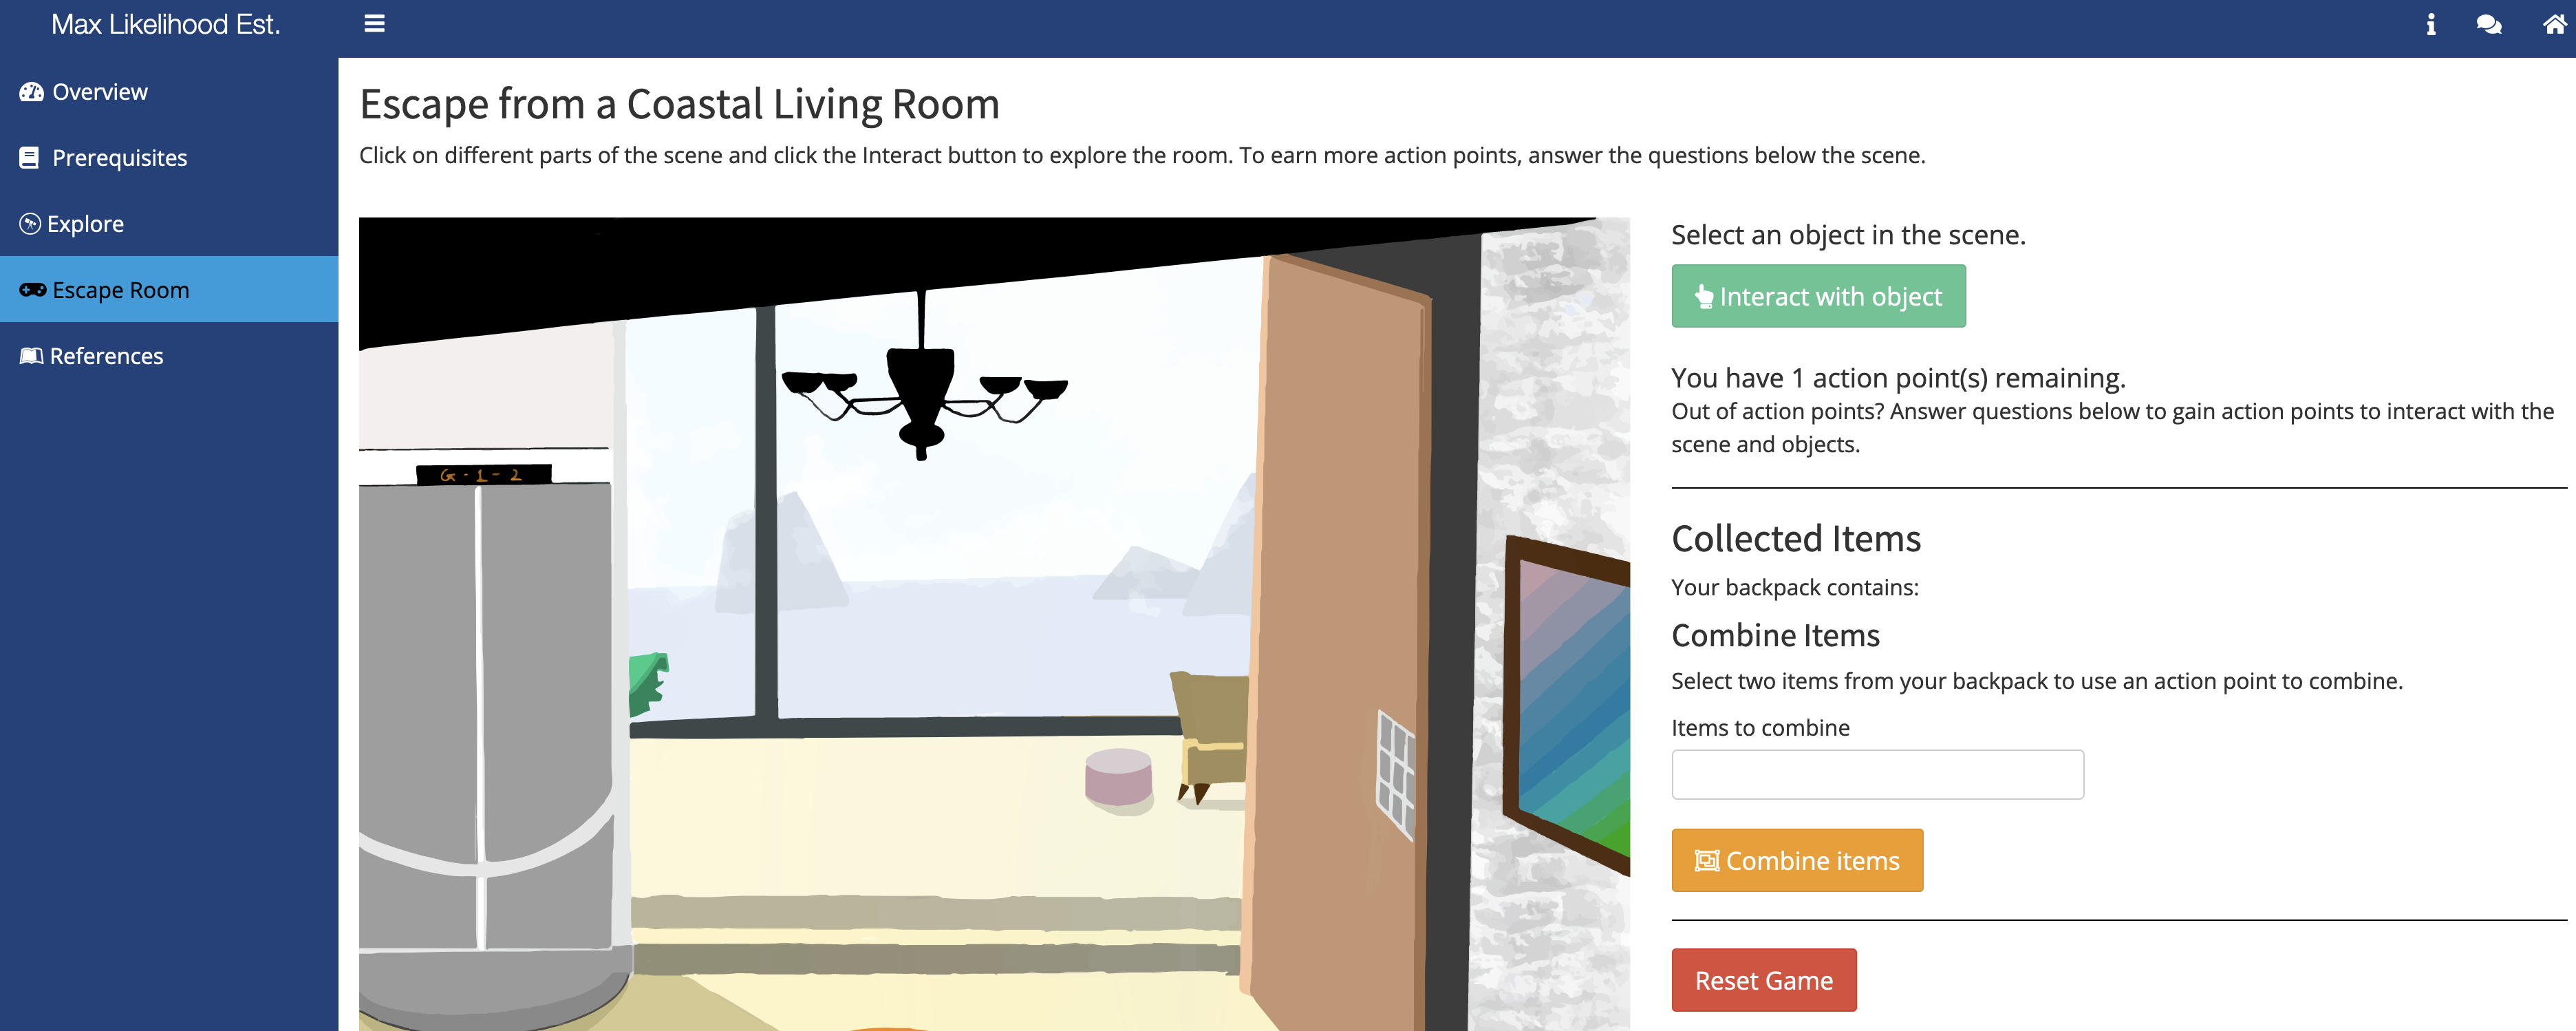 Max Likelihood Est.
Overview
Prerequisites
Explore
Escape Room
References
Escape from a Coastal Living Room
Click on different parts of the scene and click the Interact button to explore the room. To earn more action points, answer the questions below the scene.
G - 1 - 2
Select an object in the scene.
Interact with object
You have 1 action point(s) remaining.
Out of action points? Answer questions below to gain action points to interact with the
scene and objects.
Collected Items
Your backpack contains:
Combine Items
Select two items from your backpack to use an action point to combine.
Items to combine
Combine items
Reset Game